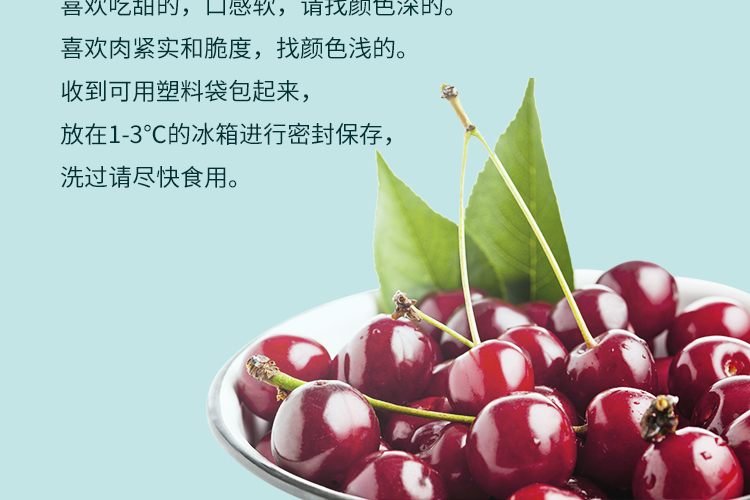 喜欢吃甜的，口感软，请找颜色深的。
喜欢肉紧实和脆度，找颜色浅的。
收到可用塑料袋包起来，
放在1-3℃的冰箱进行密封保存，
洗过请尽快食用。